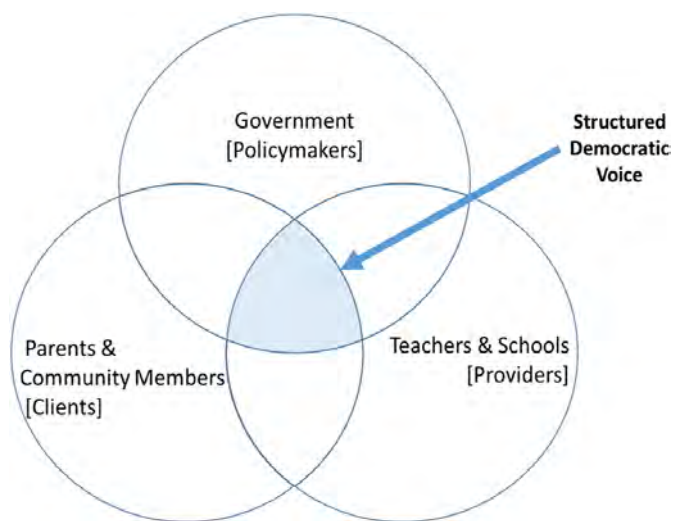 Government
[Policymakers]
Structured
Democratic
Voice
Parents &
Community Members
[Clients]
Teachers & Schools
[Providers]